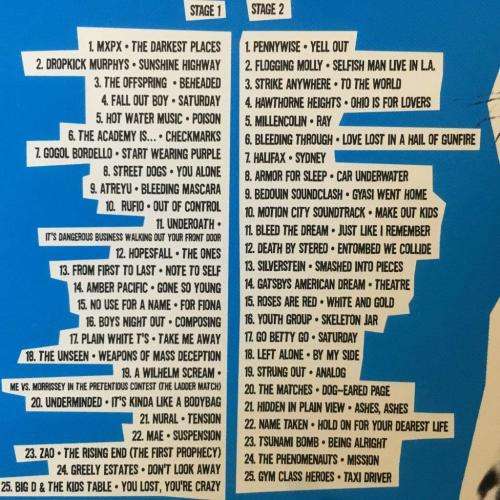 STAGE 1
1. MXPX • THE DARKEST PLACES
2. DROPKICK MURPHYS • SUNSHINE HIGHWAY
3. THE OFFSPRING • BEHEADED
4. FALL OUT BOY • SATURDAY
5. HOT WATER MUSIC • POISON
6. THE ACADEMY IS... • CHECKMARKS
7. GOGOL BORDELLO • START WEARING PURPLE
8. STREET DOGS • YOU ALONE
9. ATREYU • BLEEDING MASCARA
10. RUFIO • OUT OF CONTROL
11. UNDEROATH •
IT'S DANGEROUS BUSINESS WALKING OUT YOUR FRONT DOOR
12. HOPESFALL • THE ONES
13. FROM FIRST TO LAST • NOTE TO SELF
14. AMBER PACIFIC • GONE SO YOUNG
15. NO USE FOR A NAME • FOR FIONA
16. BOYS NIGHT OUT • COMPOSING
17. PLAIN WHITE T'S • TAKE ME AWAY
18. THE UNSEEN • WEAPONS OF MASS DECEPTION
19. A WILHELM SCREAM •
ME VS. MORRISSEY IN THE PRETENTIOUS CONTEST (THE LADDER MATCH)
20. UNDERMINDED • IT'S KINDA LIKE A BODYBAG
21. NURAL • TENSION
22. MAE • SUSPENSION
23. ZAO • THE RISING END (THE FIRST PROPHECY)
24. GREELY ESTATES • DON'T LOOK AWAY
25. BIG D & THE KIDS TABLE • YOU LOST, YOU'RE CRAZY
STAGE 2
1. PENNYWISE • YELL OUT
2. FLOGGING MOLLY • SELFISH MAN LIVE IN L.A.
3. STRIKE ANYWHERE • TO THE WORLD
4. HAWTHORNE HEIGHTS • OHIO IS FOR LOVERS
5. MILLENCOLIN • RAY
6. BLEEDING THROUGH • LOVE LOST IN A HAIL OF GUNFIRE
7. HALIFAX • SYDNEY
8. ARMOR FOR SLEEP • CAR UNDERWATER
9. BEDOUIN SOUNDCLASH • GYASI WENT HOME
10. MOTION CITY SOUNDTRACK • MAKE OUT KIDS
11. BLEED THE DREAM • JUST LIKE I REMEMBER
12. DEATH BY STEREO • ENTOMBED WE COLLIDE
13. SILVERSTEIN • SMASHED INTO PIECES
14. GATSBYS AMERICAN DREAM • THEATRE
15. ROSES ARE RED • WHITE AND GOLD
16. YOUTH GROUP • SKELETON JAR
17. GO BETTY GO • SATURDAY
18. LEFT ALONE • BY MY SIDE
19. STRUNG OUT • ANALOG
20. THE MATCHES • DOG-EARED PAGE
21. HIDDEN IN PLAIN VIEW • ASHES, ASHES
22. NAME TAKEN • HOLD ON FOR YOUR DEAREST LIFE
23. TSUNAMI BOMB • BEING ALRIGHT
24. THE PHENOMENAUTS • MISSION
25. GYM CLASS HEROES • TAXI DRIVER